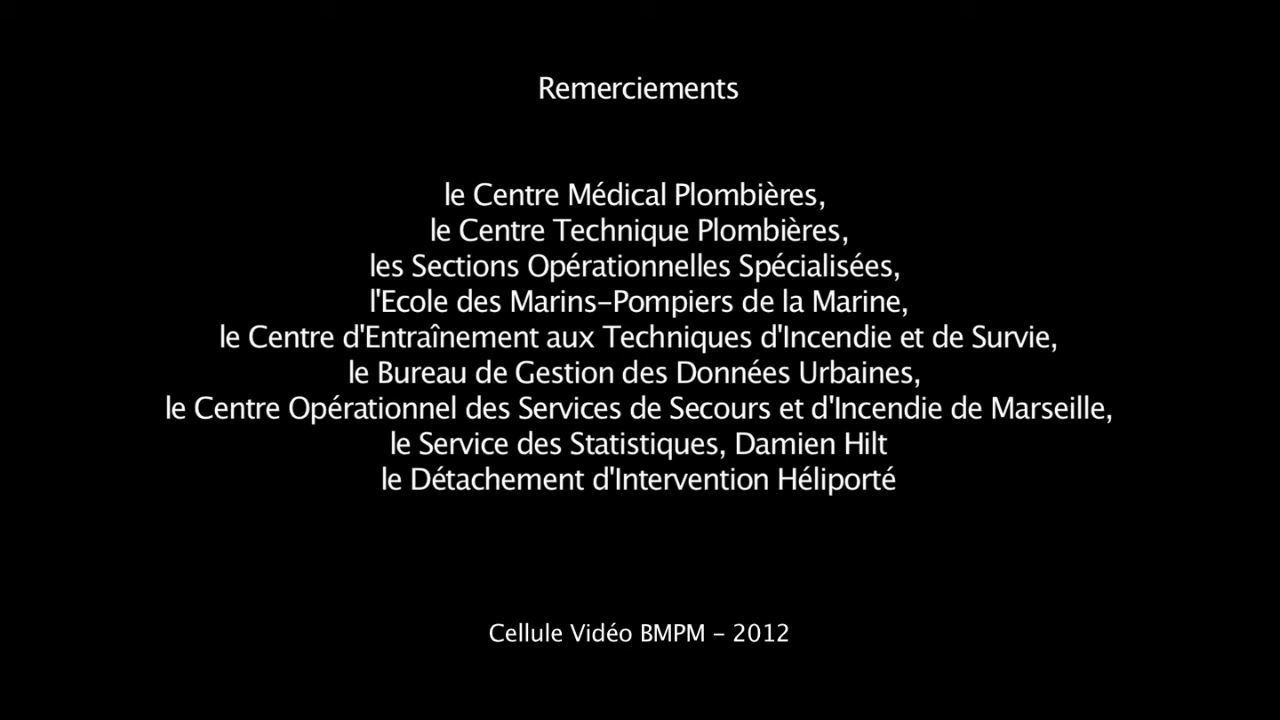 Remerciements
le Centre Médical Plombières,
le Centre Technique Plombières,
les Sections Opérationnelles Spécialisées,
l'Ecole des Marins-Pompiers de la Marine,
le Centre d'Entraînement aux Techniques d'Incendie et de Survie,
le Bureau de Gestion des Données Urbaines,
le Centre Opérationnel des Services de Secours et d'Incendie de Marseille,
le Service des Statistiques, Damien Hilt
le Détachement d'Intervention Héliporté
Cellule Vidéo BMPM - 2012